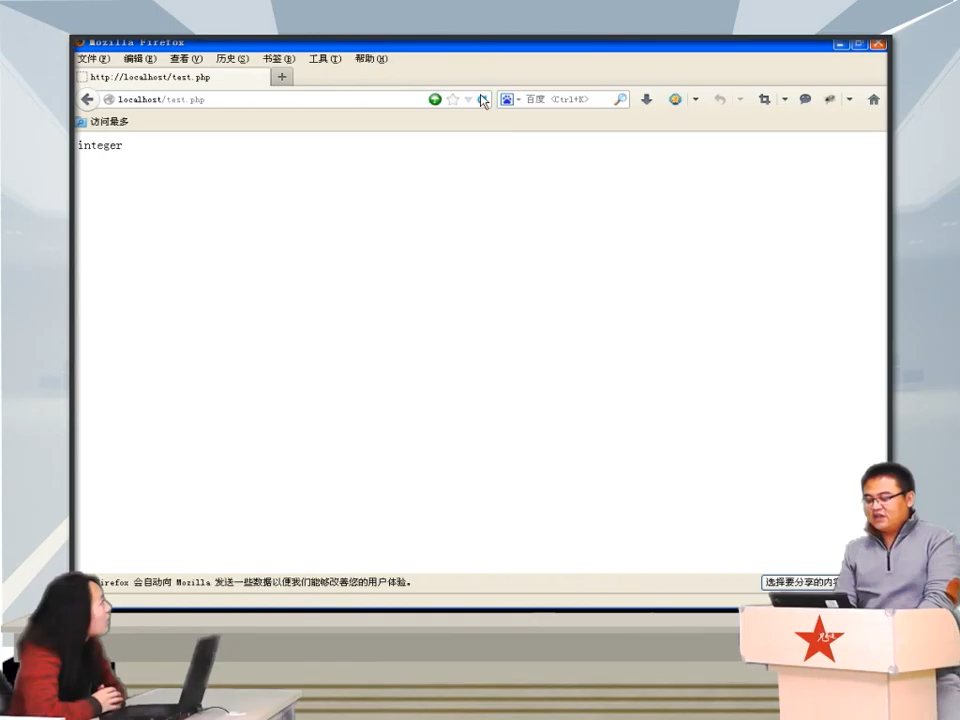 Mozilla Firefox
文件(F) 编辑(E) 查看(V) 历史(S) 书签(B) 工具(T) 帮助(H)
http://localhost/test.php
localhost/test.php 百度 <Ctrl+K>
访问最多
integer
irefox 会自动向 Mozilla 发送一些数据以便我们能够改善您的用户体验。 选择要分享的内容